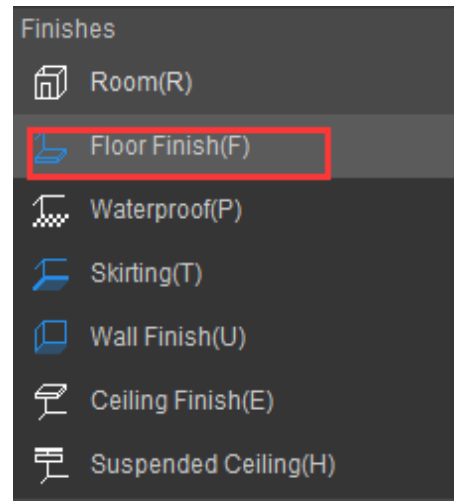 Finishes
Room(R)
Floor Finish(F)
Waterproof(P)
Skirting(T)
Wall Finish(U)
Ceiling Finish(E)
Suspended Ceiling(H)